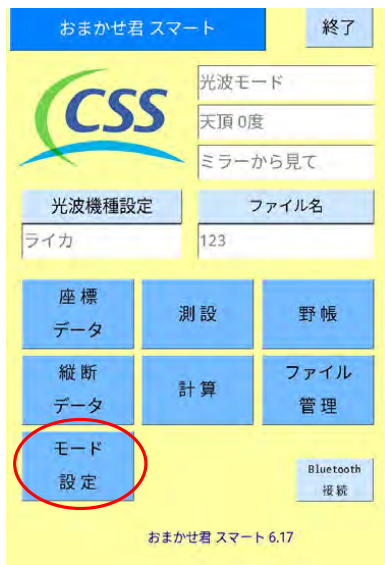 おまかせ君 スマート
終了
CSS
光波モード
天頂 0度
ミラーから見て
光波機種設定
ファイル名
ライカ
123
座標
データ
測設
野帳
縦断
データ
計算
ファイル
管理
モード
設定
Bluetooth
接続
おまかせ君 スマート 6.17